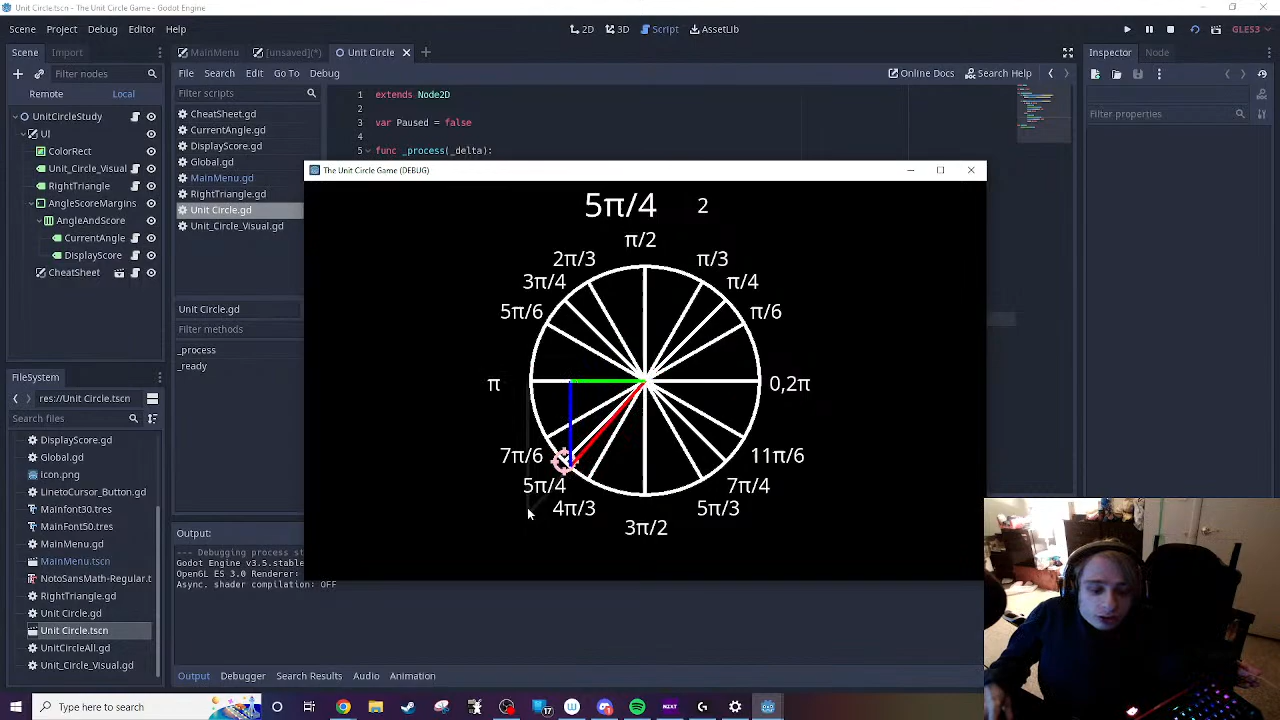 Unit Circle.tscn - The Unit Circle Game - Godot Engine
Scene Project Debug Editor Help
2D 3D Script AssetLib
GLES3
Scene Import
MainMenu [unsaved](*) Unit Circle
Inspector Node
Filter nodes
File Search Edit Go To Debug
Online Docs Search Help
Remote Local
Filter scripts
Filter properties
UnitCircleStudy
UI
ColorRect
Unit_Circle_Visual
RightTriangle
AngleScoreMargins
AngleAndScore
CurrentAngle
DisplayScore
CheatSheet
CheatSheet.gd
CurrentAngle.gd
DisplayScore.gd
Global.gd
MainMenu.gd
RightTriangle.gd
Unit Circle.gd
Unit_Circle_Visual.gd
Unit Circle.gd
Filter methods
_process
_ready
1 extends Node2D
2
3 var Paused = false
4
5 func _process(_delta):
The Unit Circle Game (DEBUG)
5π/4 2
π/2
2π/3 π/3
3π/4 π/4
5π/6 π/6
π 0,2π
7π/6 11π/6
5π/4 7π/4
4π/3 5π/3
3π/2
FileSystem
res://Unit Circle.tscn
Search files
DisplayScore.gd
Global.gd
icon.png
LinetoCursor_Button.gd
MainFont30.tres
MainFont50.tres
MainMenu.gd
MainMenu.tscn
NotoSansMath-Regular.t
RightTriangle.gd
Unit Circle.gd
Unit Circle.tscn
UnitCircleAll.gd
Unit_Circle_Visual.gd
Output:
--- Debugging process st
Godot Engine v3.5.stable
OpenGL ES 3.0 Renderer:
Async. shader compilation: OFF
Output Debugger Search Results Audio Animation
Type here to search
17